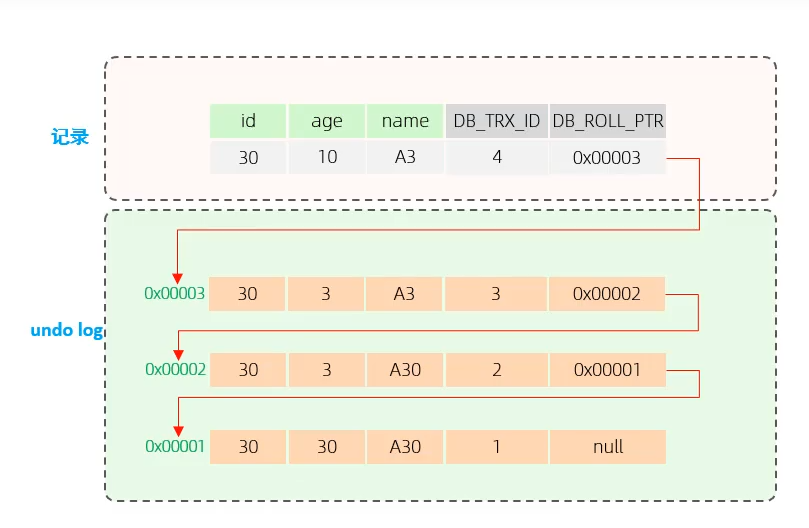 id age name DB_TRX_ID DB_ROLL_PTR
记录
30 10 A3 4 0x00003
0x00003 30 3 A3 3 0x00002
undo log
0x00002 30 3 A30 2 0x00001
0x00001 30 30 A30 1 null